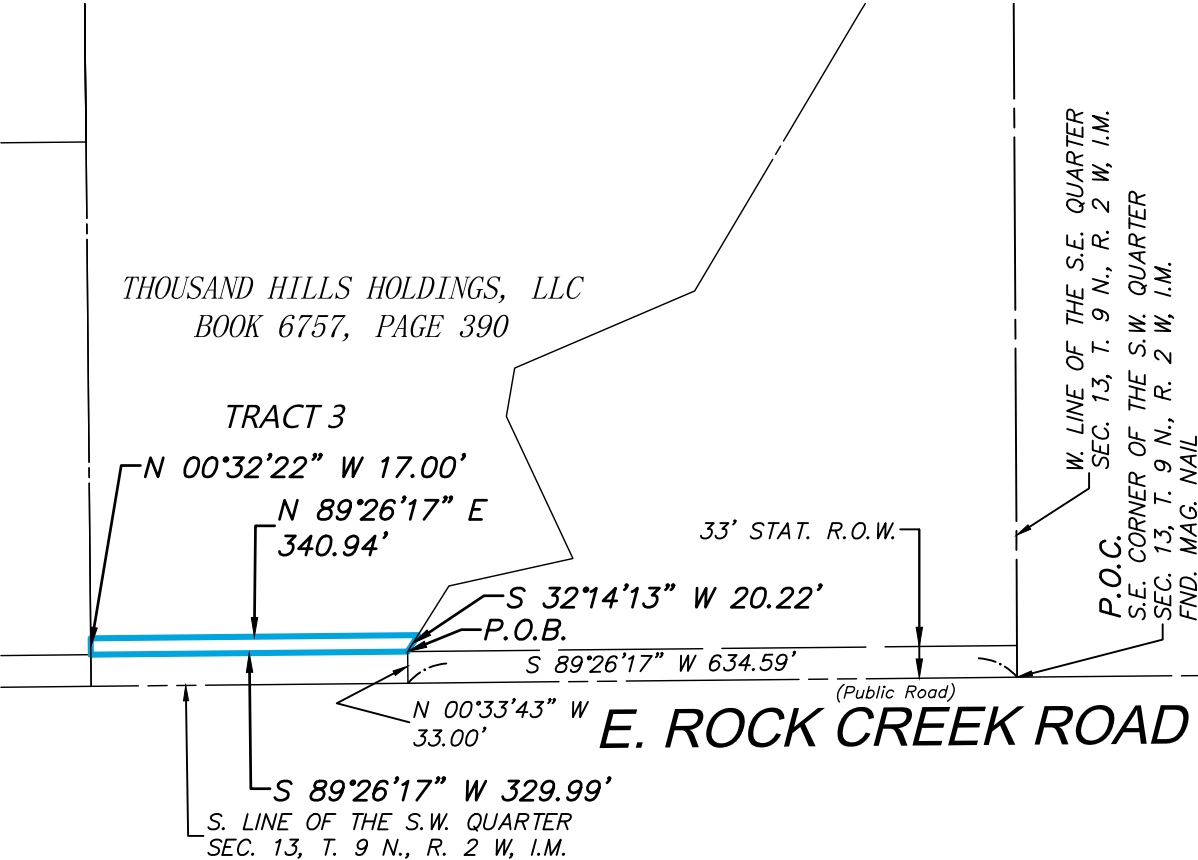 THOUSAND HILLS HOLDINGS, LLC
BOOK 6757, PAGE 390
TRACT 3
N 00°32'22" W 17.00'
N 89°26'17" E
340.94'
33' STAT. R.O.W.
S 32°14'13" W 20.22'
P.O.B.
S 89°26'17" W 634.59'
(Public Road)
E. ROCK CREEK ROAD
N 00°33'43" W
33.00'
S 89°26'17" W 329.99'
S. LINE OF THE S.W. QUARTER
SEC. 13, T. 9 N., R. 2 W, I.M.
W. LINE OF THE S.E. QUARTER
SEC. 13, T. 9 N., R. 2 W, I.M.
P.O.C.
S.E. CORNER OF THE S.W. QUARTER
SEC. 13, T. 9 N., R. 2 W, I.M.
FND. MAG. NAIL